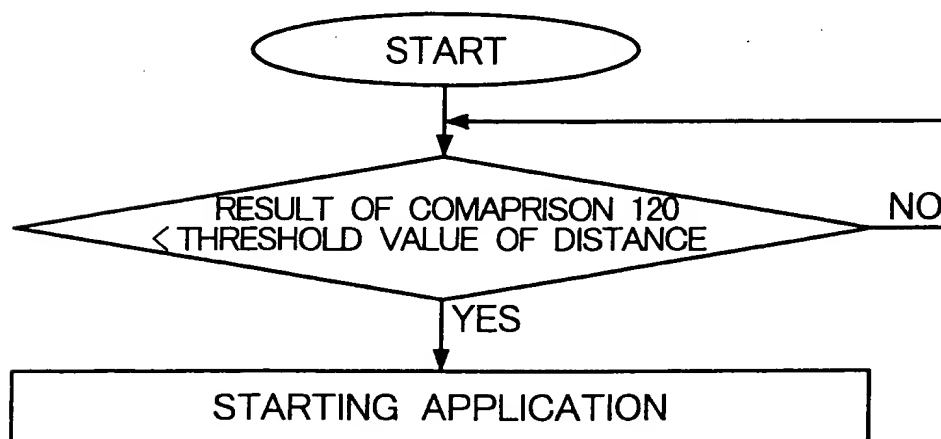 START
RESULT OF COMAPRISON 120
< THRESHOLD VALUE OF DISTANCE
NO
YES
STARTING APPLICATION